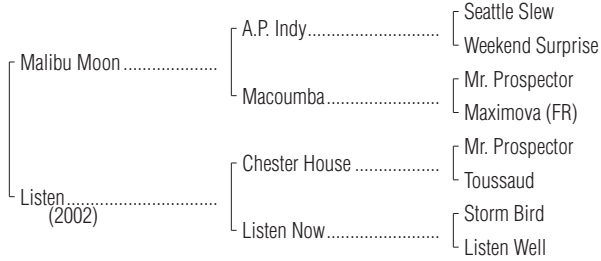 Seattle Slew
A.P. Indy..............................
Weekend Surprise
Malibu Moon.....................
Mr. Prospector
Macoumba..........................
Maximova (FR)
Mr. Prospector
Chester House....................
Toussaud
Listen..................................
(2002)
Storm Bird
Listen Now..........................
Listen Well